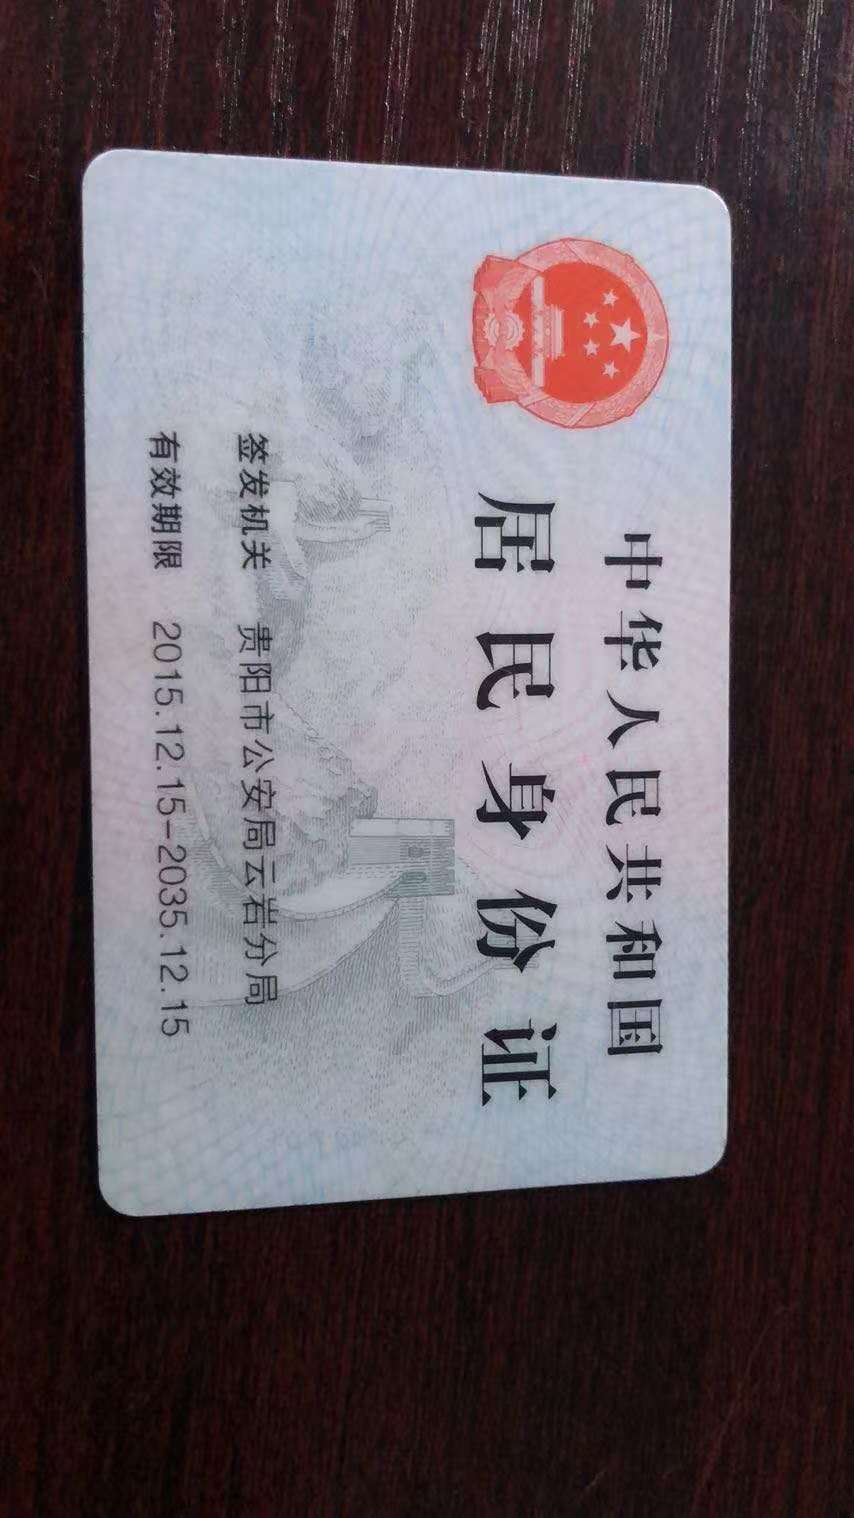 中华人民共和国
居民身份证
签发机关 贵阳市公安局云岩分局
有效期限 2015.12.15-2035.12.15